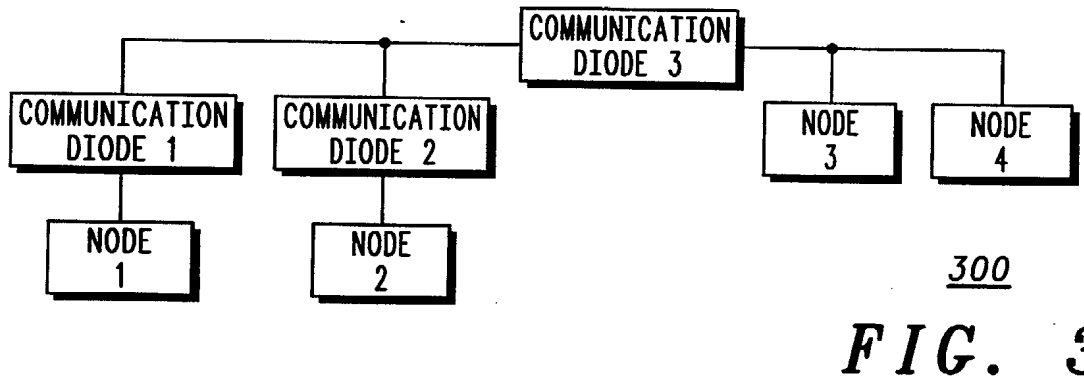 COMMUNICATION
DIODE 3
COMMUNICATION
DIODE 1
COMMUNICATION
DIODE 2
NODE
3
NODE
4
NODE
1
NODE
2
300
FIG. 3